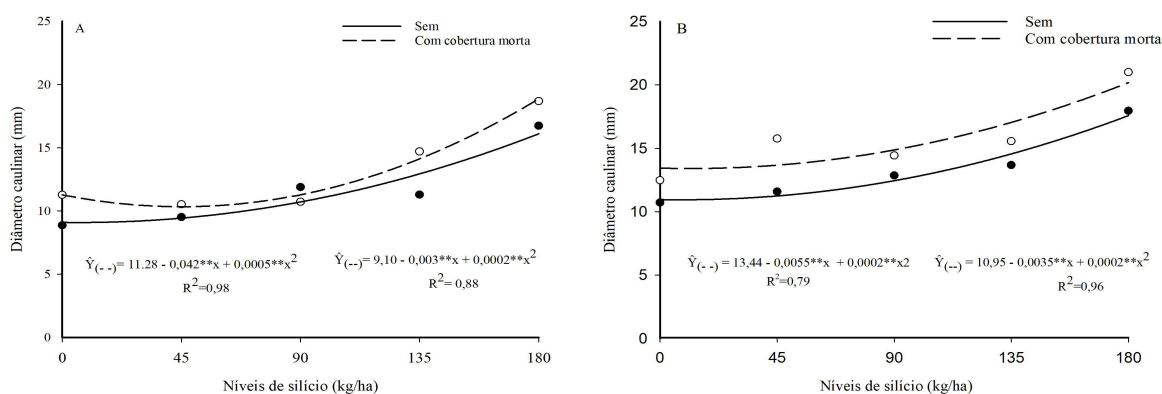 A
Sem
Com cobertura morta
25
20
15
10
5
0
Diâmetro caulinar (mm)
Ŷ(- -)= 11.28 - 0,042**x + 0,0005**x²
R²=0,98
Ŷ(--)= 9,10 - 0,003**x + 0,0002**x²
R²= 0,88
0 45 90 135 180
Níveis de silício (kg/ha)
B
Sem
Com cobertura morta
25
20
15
10
5
0
Diâmetro caulinar (mm)
Ŷ(- -)= 13,44 - 0,0055**x + 0,0002**x2
R²=0,79
Ŷ(--)= 10,95 - 0,0035**x + 0,0002**x²
R²=0,96
0 45 90 135 180
Níveis de silício (kg/ha)